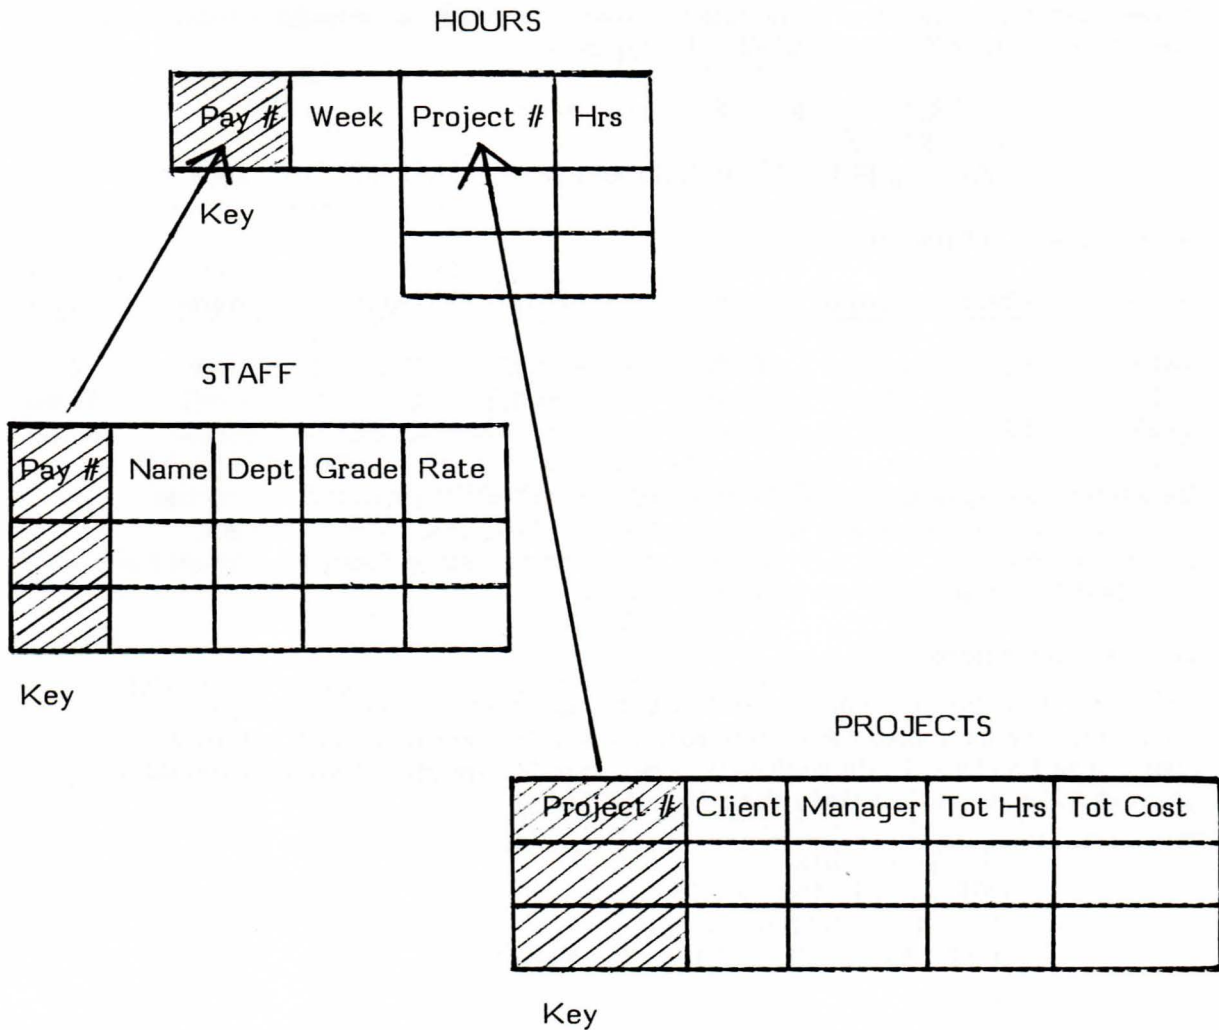 HOURS
Pay # Week Project # Hrs
Key
STAFF
Pay # Name Dept Grade Rate
Key
PROJECTS
Project # Client Manager Tot Hrs Tot Cost
Key